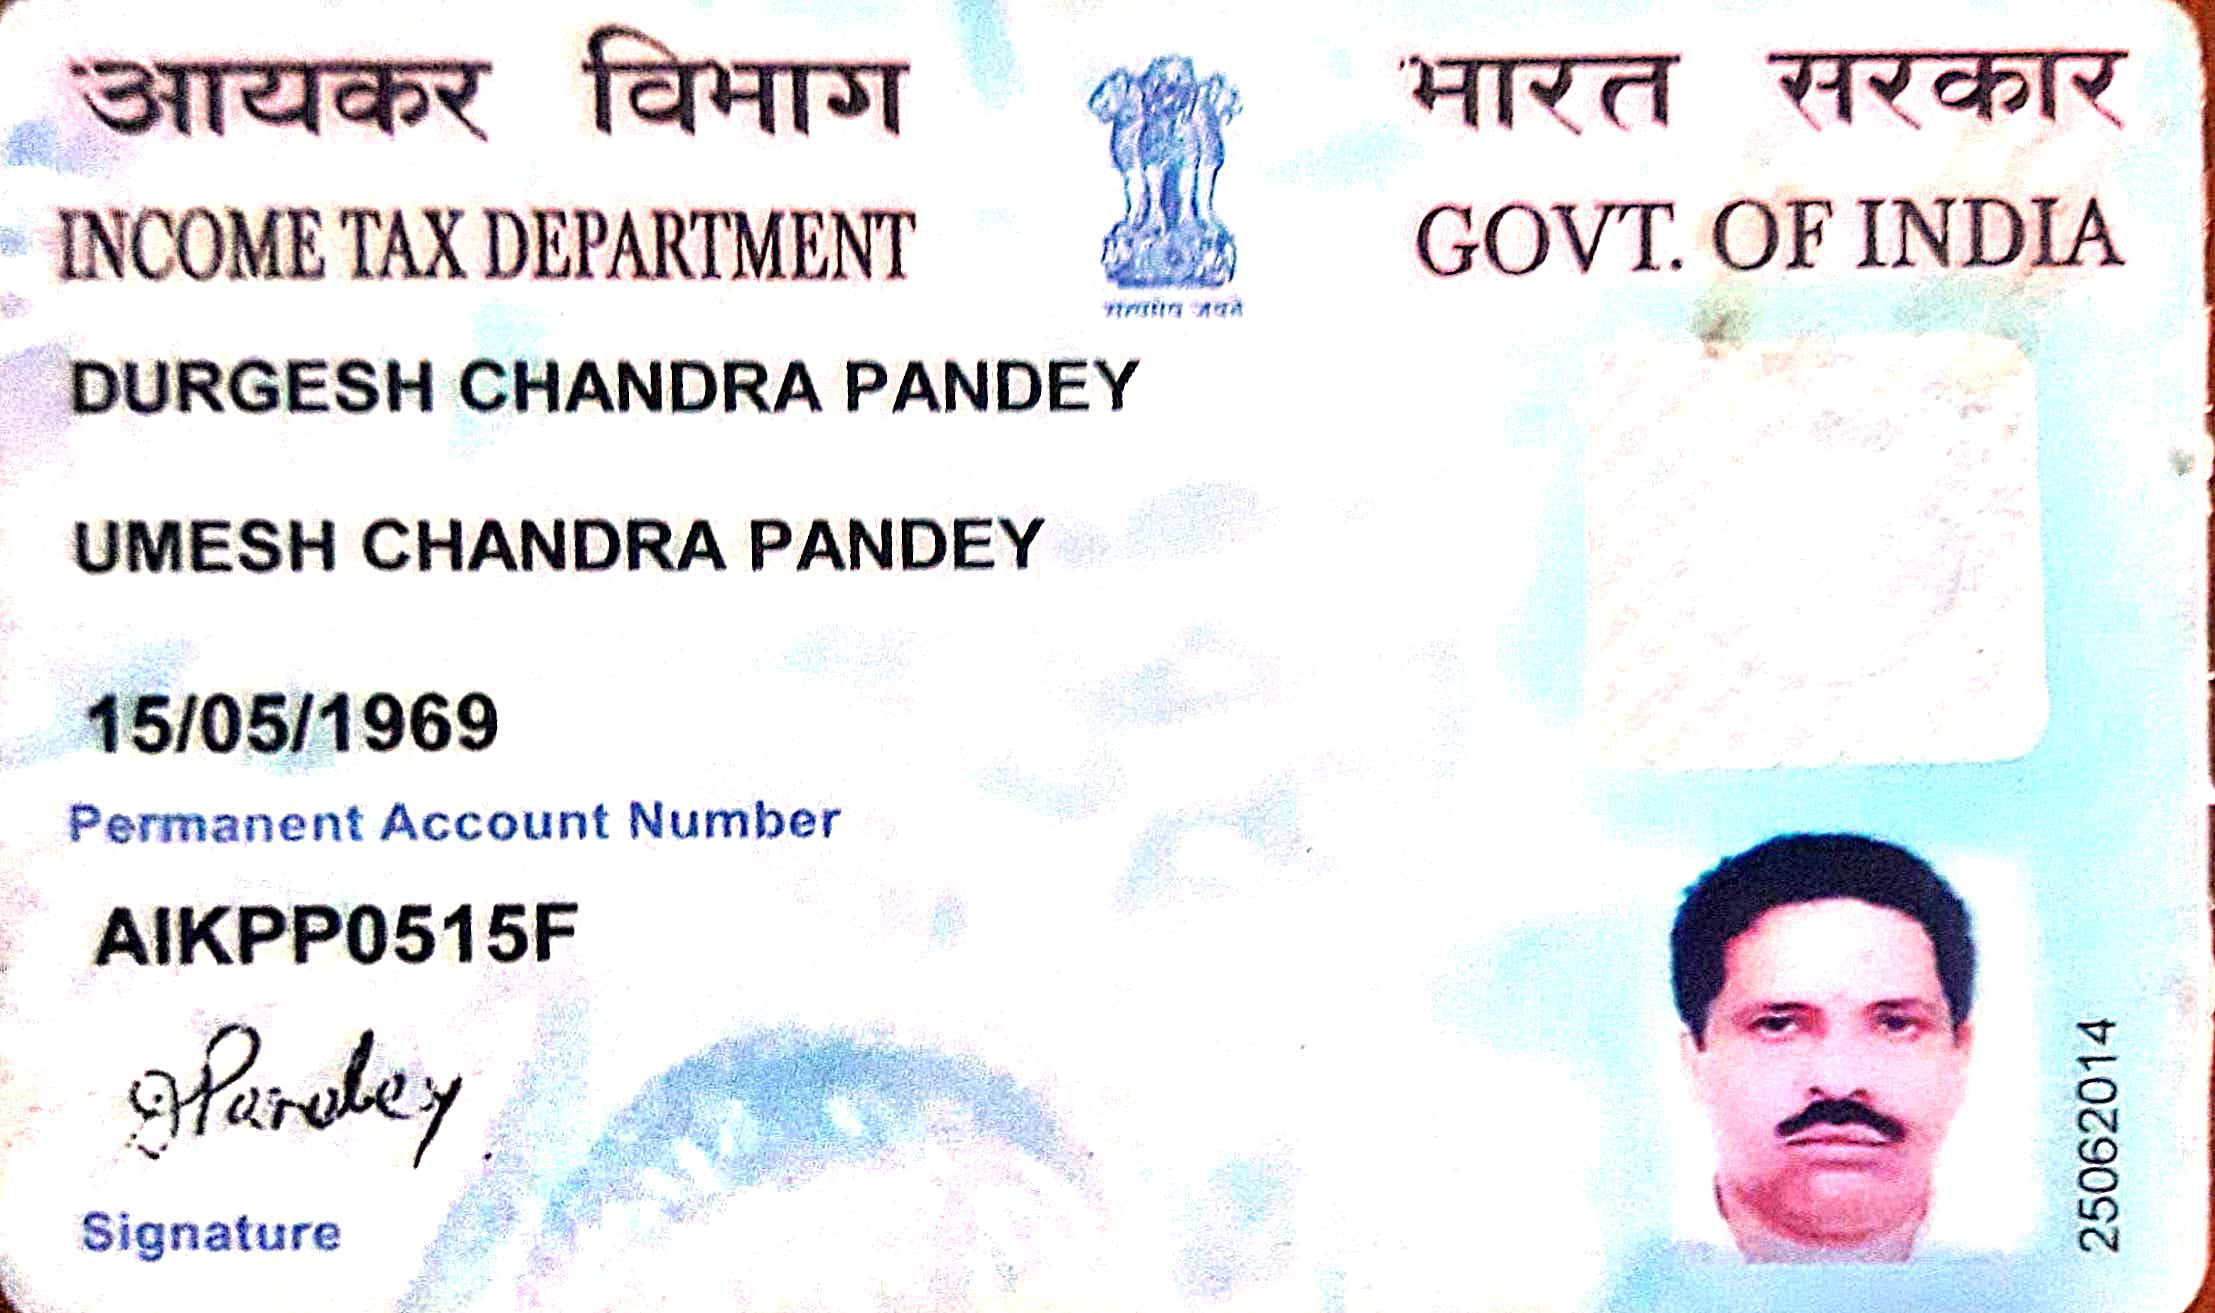 आयकर विभाग
भारत सरकार
INCOME TAX DEPARTMENT
GOVT. OF INDIA
सत्यमेव जयते
DURGESH CHANDRA PANDEY
UMESH CHANDRA PANDEY
15/05/1969
Permanent Account Number
AIKPP0515F
Pandey
Signature
25062014